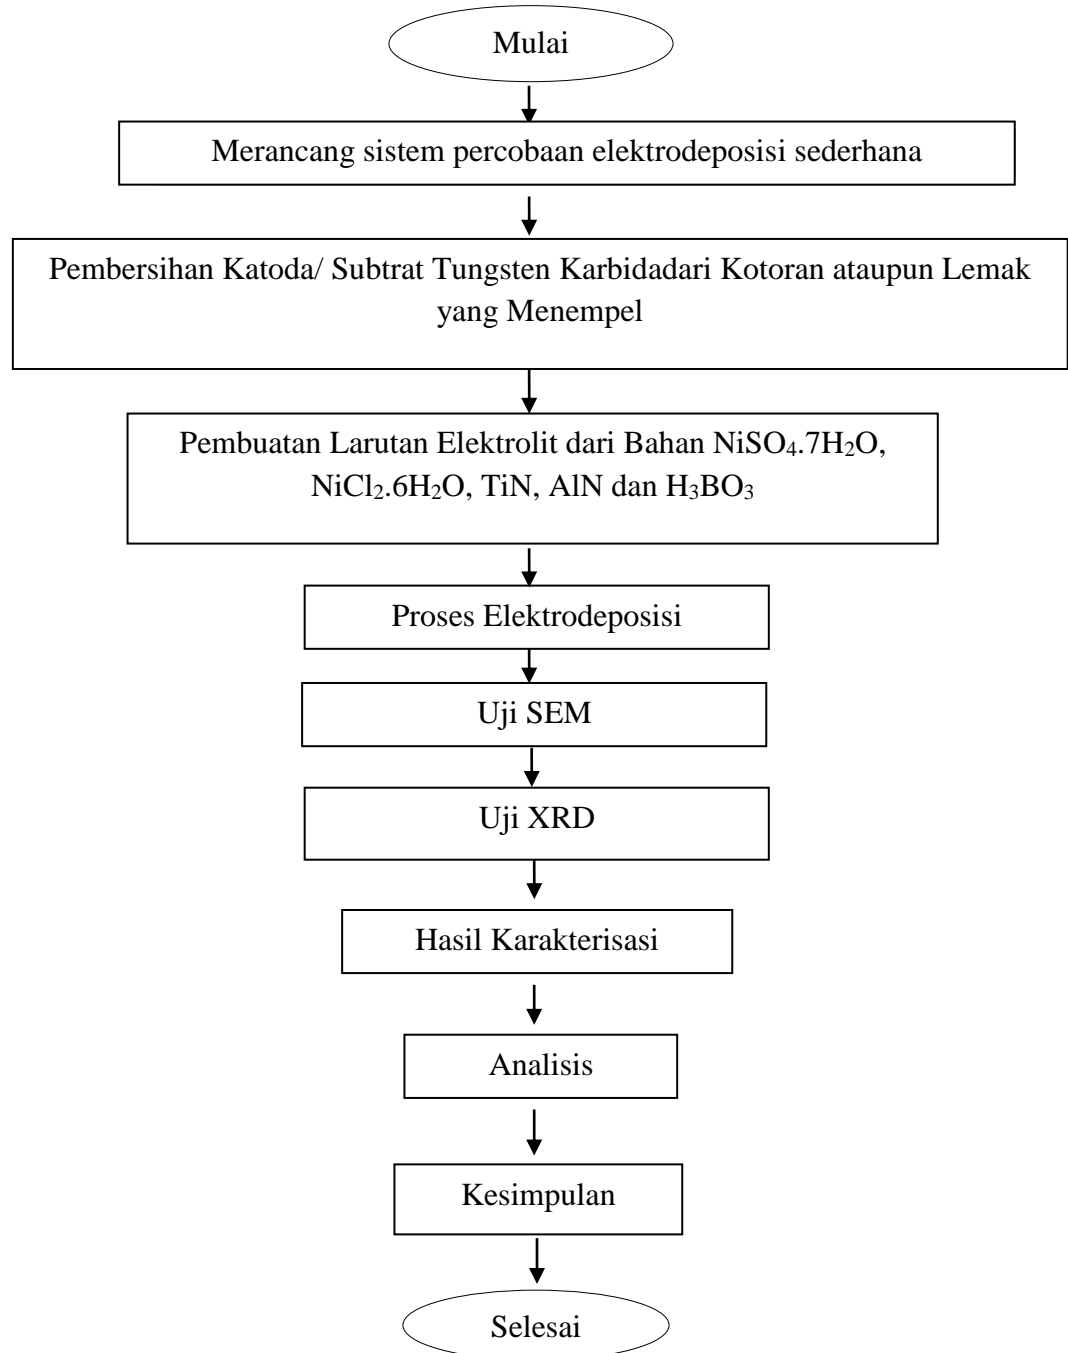 Mulai
Merancang sistem percobaan elektrodeposisi sederhana
Pembersihan Katoda/ Subtrat Tungsten Karbidadari Kotoran ataupun Lemak
yang Menempel
Pembuatan Larutan Elektrolit dari Bahan NiSO₄.7H₂O,
NiCl₂.6H₂O, TiN, AlN dan H₃BO₃
Proses Elektrodeposisi
Uji SEM
Uji XRD
Hasil Karakterisasi
Analisis
Kesimpulan
Selesai